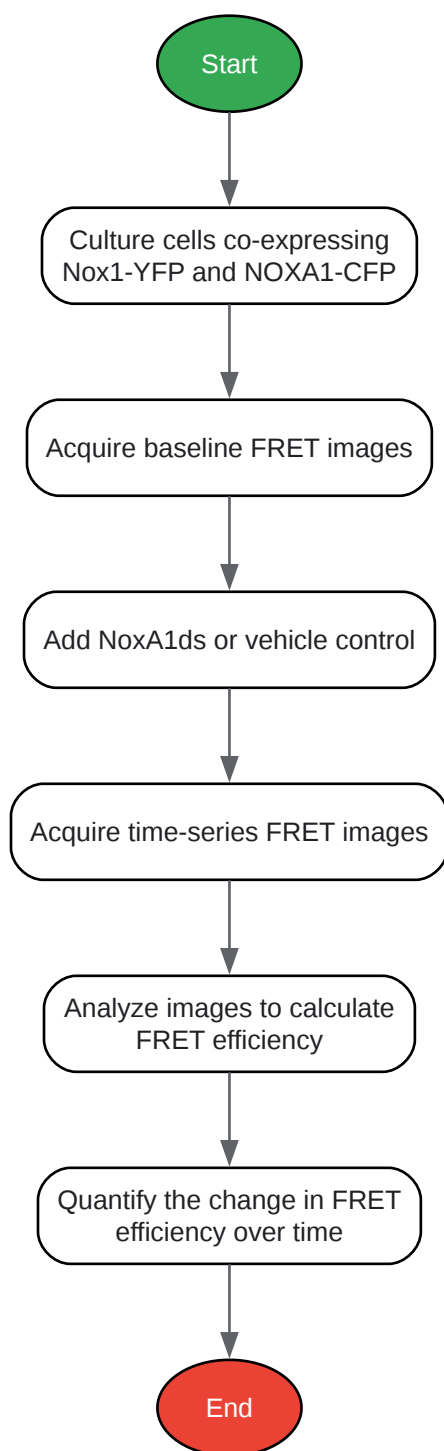 Start
Culture cells co-expressing
Nox1-YFP and NOXA1-CFP
Acquire baseline FRET images
Add NoxA1ds or vehicle control
Acquire time-series FRET images
Analyze images to calculate
FRET efficiency
Quantify the change in FRET
efficiency over time
End